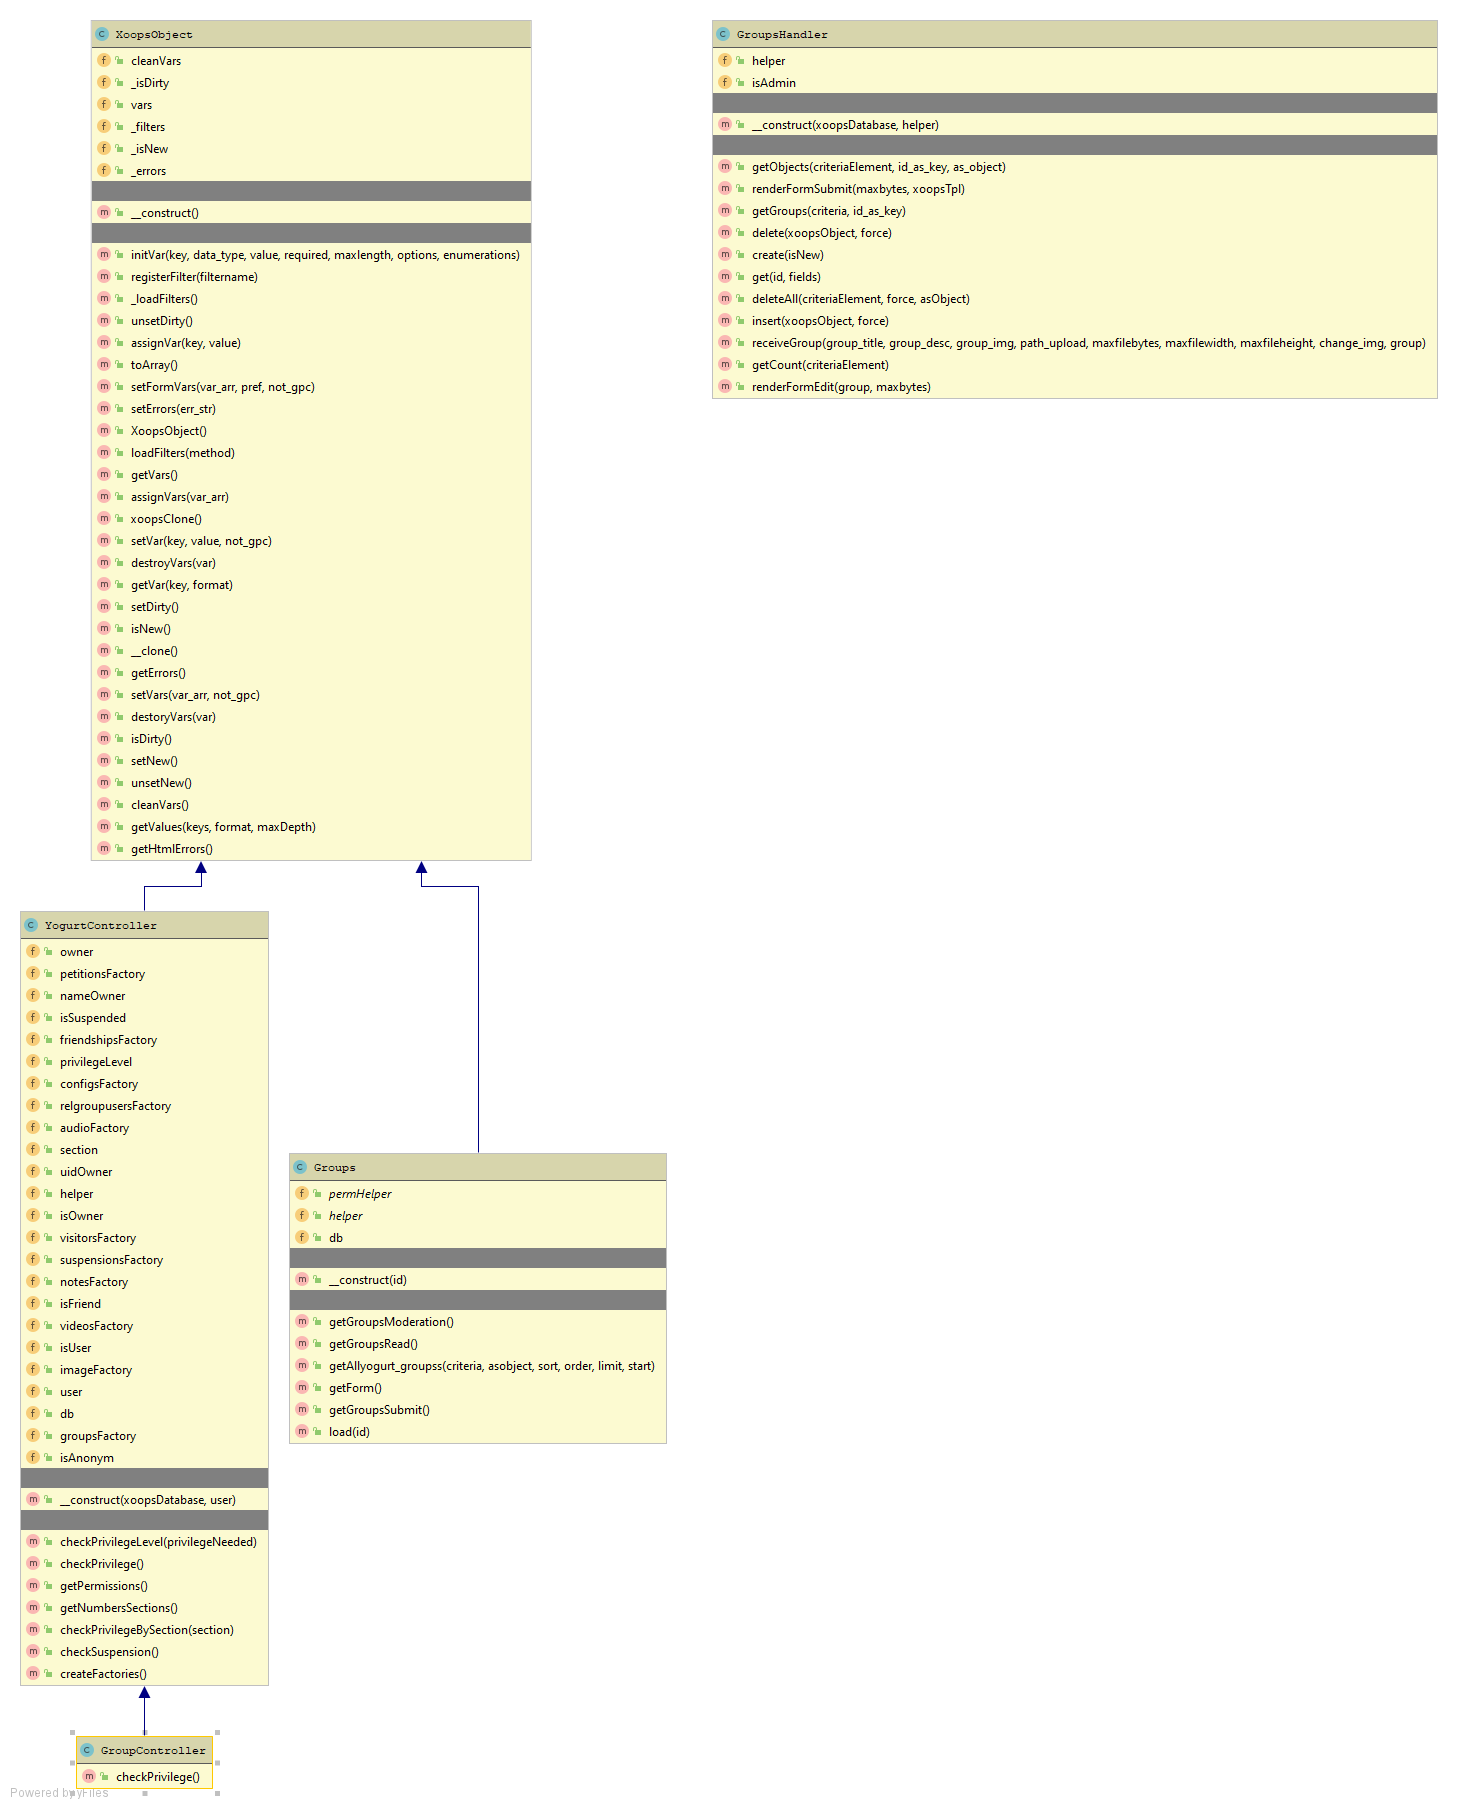 C XoopsObject
f cleanVars
f _isDirty
f vars
f _filters
f _isNew
f _errors
m __construct()
m initVar(key, data_type, value, required, maxlength, options, enumerations)
m registerFilter(filtername)
m _loadFilters()
m unsetDirty()
m assignVar(key, value)
m toArray()
m setFormVars(var_arr, pref, not_gpc)
m setErrors(err_str)
m XoopsObject()
m loadFilters(method)
m getVars()
m assignVars(var_arr)
m xoopsClone()
m setVar(key, value, not_gpc)
m destroyVars(var)
m getVar(key, format)
m setDirty()
m isNew()
m __clone()
m getErrors()
m setVars(var_arr, not_gpc)
m destoryVars(var)
m isDirty()
m setNew()
m unsetNew()
m cleanVars()
m getValues(keys, format, maxDepth)
m getHtmlErrors()
C GroupsHandler
f helper
f isAdmin
m __construct(xoopsDatabase, helper)
m getObjects(criteriaElement, id_as_key, as_object)
m renderFormSubmit(maxbytes, xoopsTpl)
m getGroups(criteria, id_as_key)
m delete(xoopsObject, force)
m create(isNew)
m get(id, fields)
m deleteAll(criteriaElement, force, asObject)
m insert(xoopsObject, force)
m receiveGroup(group_title, group_desc, group_img, path_upload, maxfilebytes, maxfilewidth, maxfileheight, change_img, group)
m getCount(criteriaElement)
m renderFormEdit(group, maxbytes)
C YogurtController
f owner
f petitionsFactory
f nameOwner
f isSuspended
f friendshipsFactory
f privilegeLevel
f configsFactory
f relgroupusersFactory
f audioFactory
f section
f uidOwner
f helper
f isOwner
f visitorsFactory
f suspensionsFactory
f notesFactory
f isFriend
f videosFactory
f isUser
f imageFactory
f user
f db
f groupsFactory
f isAnonym
m __construct(xoopsDatabase, user)
m checkPrivilegeLevel(privilegeNeeded)
m checkPrivilege()
m getPermissions()
m getNumbersSections()
m checkPrivilegeBySection(section)
m checkSuspension()
m createFactories()
C Groups
f permHelper
f helper
f db
m __construct(id)
m getGroupsModeration()
m getGroupsRead()
m getAllyogurt_groupss(criteria, asobject, sort, order, limit, start)
m getForm()
m getGroupsSubmit()
m load(id)
C GroupController
m checkPrivilege()
Powered by yFiles